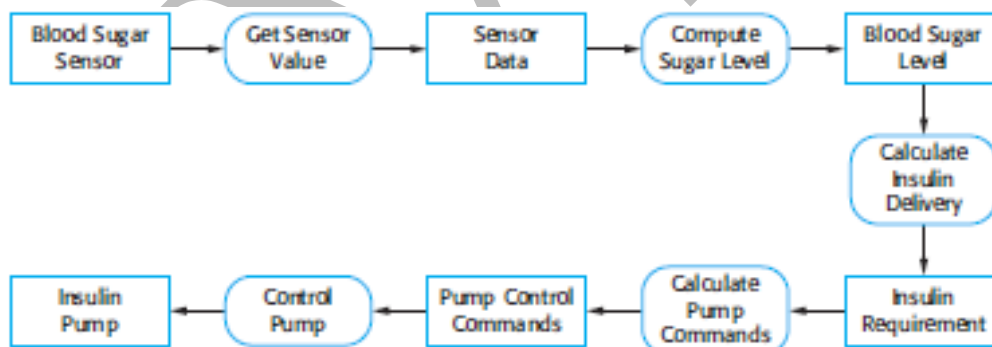 Blood Sugar
Sensor
Get Sensor
Value
Sensor
Data
Compute
Sugar Level
Blood Sugar
Level
Calculate
Insulin
Delivery
Insulin
Requirement
Calculate
Pump
Commands
Pump Control
Commands
Control
Pump
Insulin
Pump